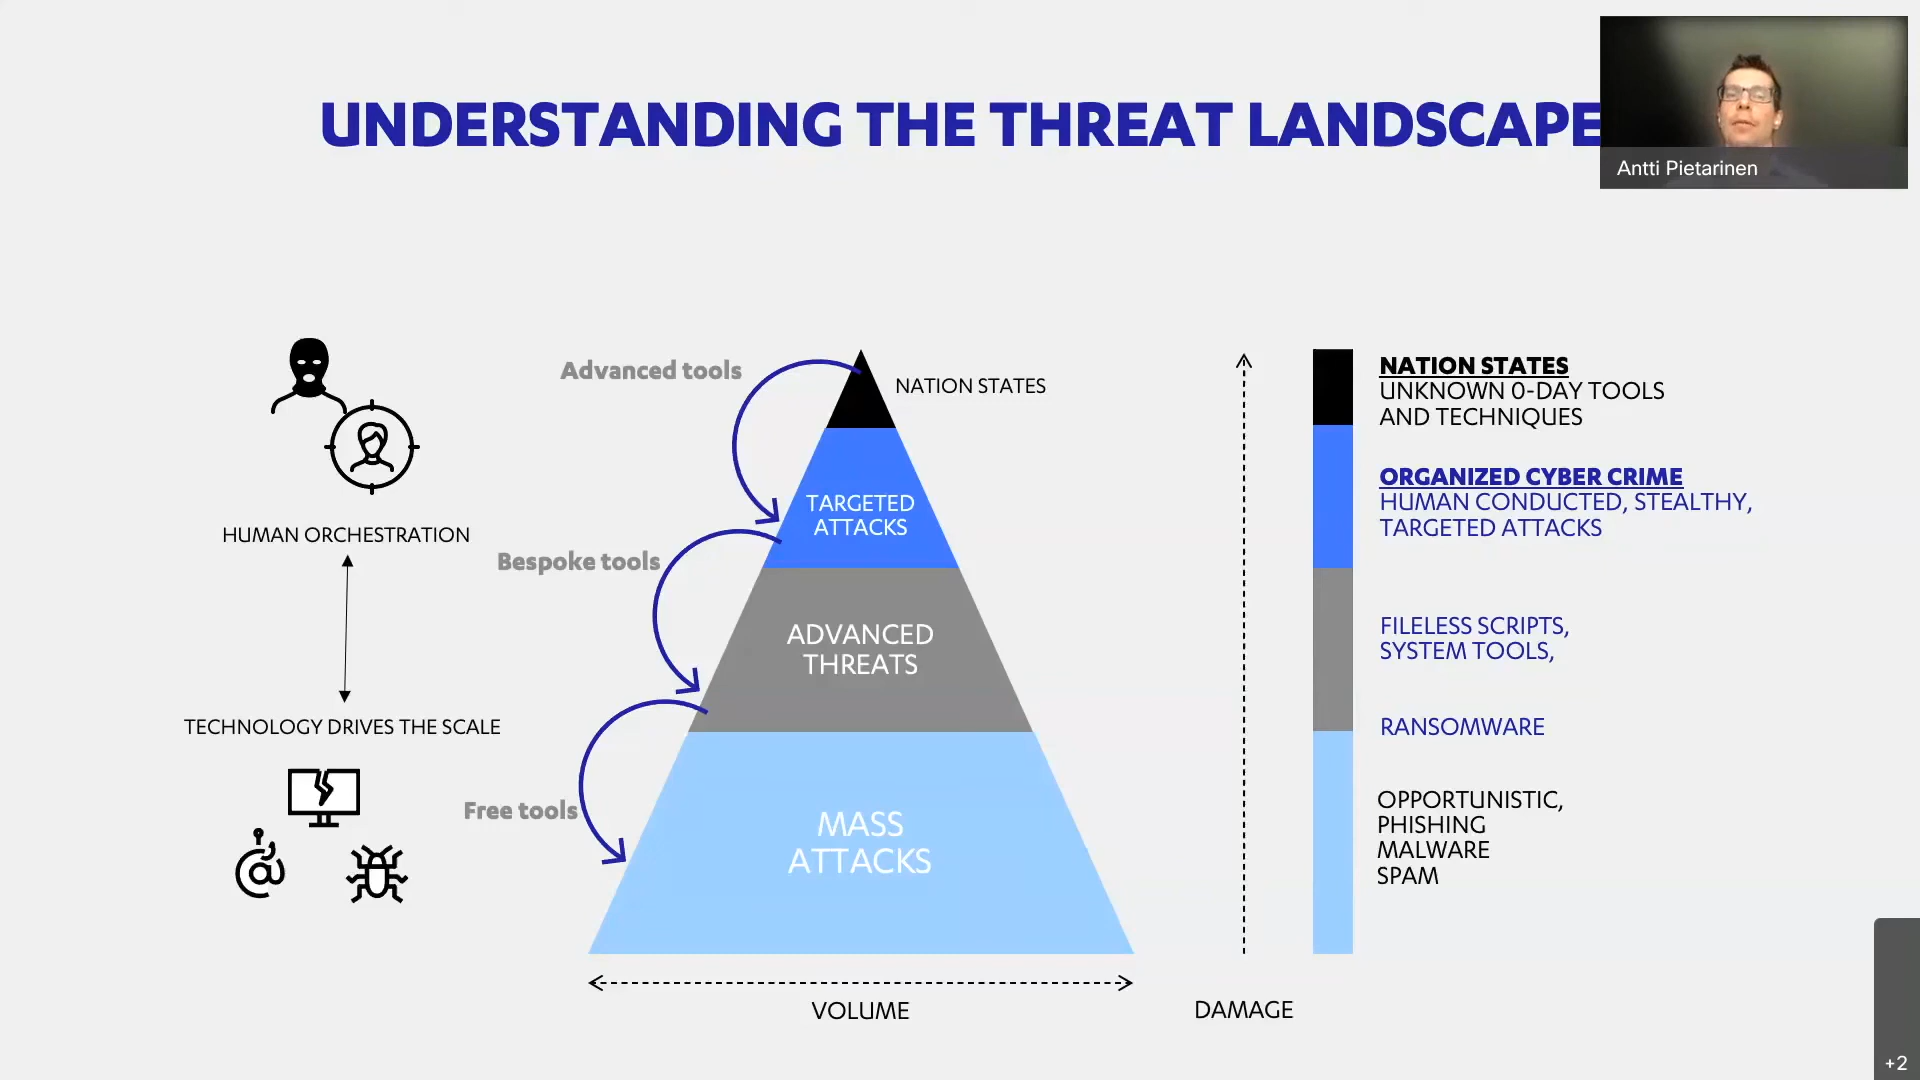 UNDERSTANDING THE THREAT LANDSCAPE
Antti Pietarinen
Advanced tools
NATION STATES
TARGETED
ATTACKS
HUMAN ORCHESTRATION
Bespoke tools
ADVANCED
THREATS
TECHNOLOGY DRIVES THE SCALE
Free tools
MASS
ATTACKS
VOLUME
DAMAGE
NATION STATES
UNKNOWN 0-DAY TOOLS
AND TECHNIQUES
ORGANIZED CYBER CRIME
HUMAN CONDUCTED, STEALTHY,
TARGETED ATTACKS
FILELESS SCRIPTS,
SYSTEM TOOLS,
RANSOMWARE
OPPORTUNISTIC,
PHISHING
MALWARE
SPAM
+2